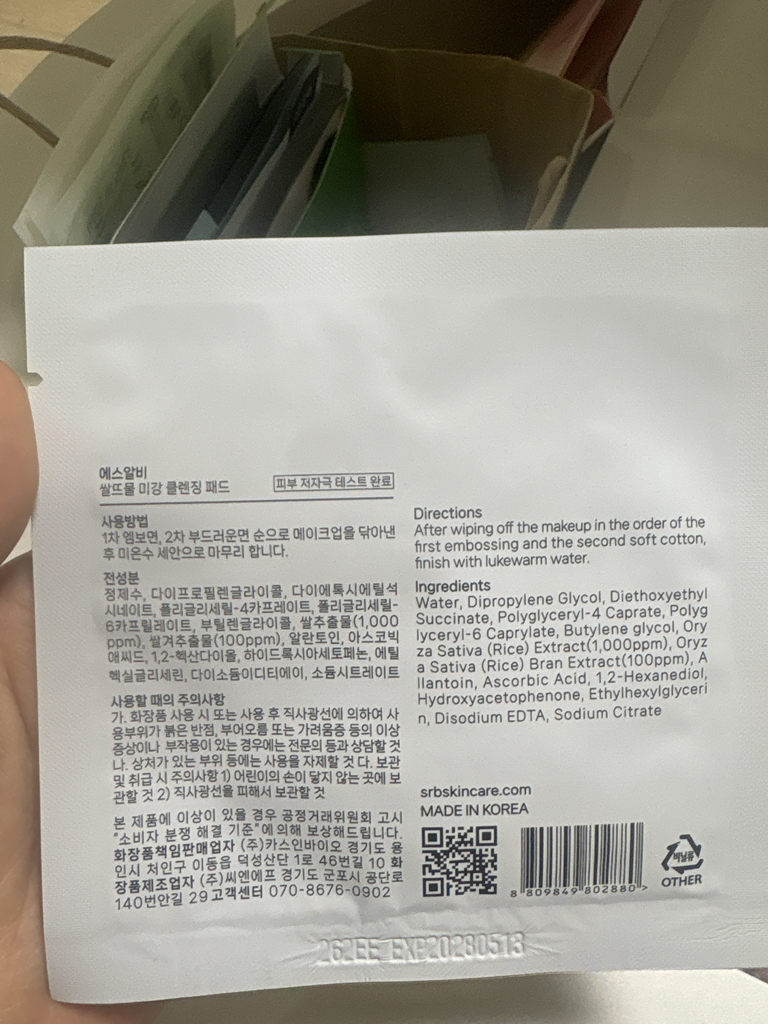 에스알비
쌀뜨물 미강 클렌징 패드
피부 저자극 테스트 완료
사용방법
1차 엠보면, 2차 부드러운면 순으로 메이크업을 닦아낸
후 미온수 세안으로 마무리 합니다.
전성분
정제수, 다이프로필렌글라이콜, 다이에톡시에틸석
시네이트, 폴리글리세릴-4카프레이트, 폴리글리세릴-
6카프릴레이트, 부틸렌글라이콜, 쌀추출물(1,000
ppm), 쌀겨추출물(100ppm), 알란토인, 아스코빅
애씨드, 1,2-헥산다이올, 하이드록시아세토페논, 에틸
헥실글리세린, 다이소듐이디티에이, 소듐시트레이트
사용할 때의 주의사항
가. 화장품 사용 시 또는 사용 후 직사광선에 의하여 사
용부위가 붉은 반점, 부어오름 또는 가려움증 등의 이상
증상이나 부작용이 있는 경우에는 전문의 등과 상담할 것
나. 상처가 있는 부위 등에는 사용을 자제할 것 다. 보관
및 취급 시 주의사항 1) 어린이의 손이 닿지 않는 곳에 보
관할 것 2) 직사광선을 피해서 보관할 것
본 제품에 이상이 있을 경우 공정거래위원회 고시
"소비자 분쟁 해결 기준"에 의해 보상해드립니다.
화장품책임판매업자 (주)카스인바이오 경기도 용
인시 처인구 이동읍 덕성산단 1로 46번길 10 화
장품제조업자 (주)씨엔에프 경기도 군포시 공단로
140번안길 29 고객센터 070-8676-0902
Directions
After wiping off the makeup in the order of the
first embossing and the second soft cotton,
finish with lukewarm water.
Ingredients
Water, Dipropylene Glycol, Diethoxyethyl
Succinate, Polyglyceryl-4 Caprate, Polyg
lyceryl-6 Caprylate, Butylene glycol, Ory
za Sativa (Rice) Extract(1,000ppm), Oryz
a Sativa (Rice) Bran Extract(100ppm), A
llantoin, Ascorbic Acid, 1,2-Hexanediol,
Hydroxyacetophenone, Ethylhexylglyceri
n, Disodium EDTA, Sodium Citrate
srbskincare.com
MADE IN KOREA
8 809849 802880 >
비닐류
OTHER
262EE EXP20280513